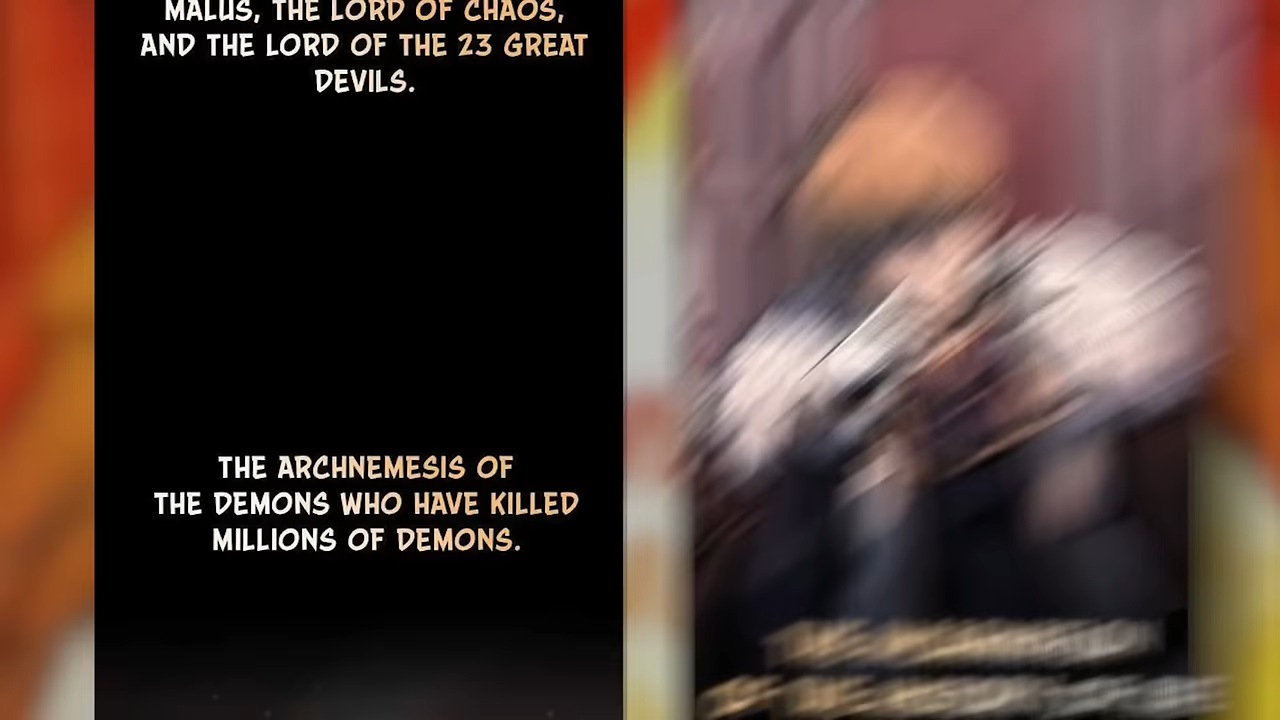 MALUS, THE LORD OF CHAOS,
AND THE LORD OF THE 23 GREAT
DEVILS.
THE ARCHNEMESIS OF
THE DEMONS WHO HAVE KILLED
MILLIONS OF DEMONS.